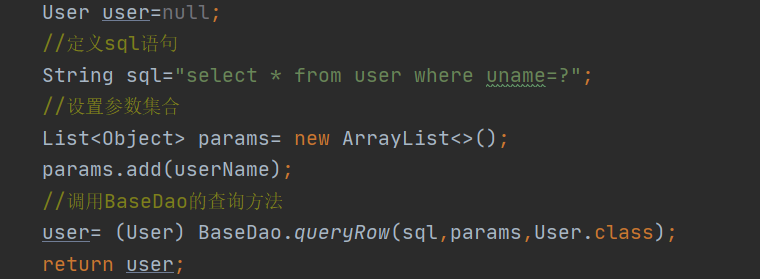 User user=null;
//定义sql语句
String sql="select * from user where uname=?";
//设置参数集合
List<Object> params= new ArrayList<>();
params.add(userName);
//调用BaseDao的查询方法
user= (User) BaseDao.queryRow(sql,params,User.class);
return user;